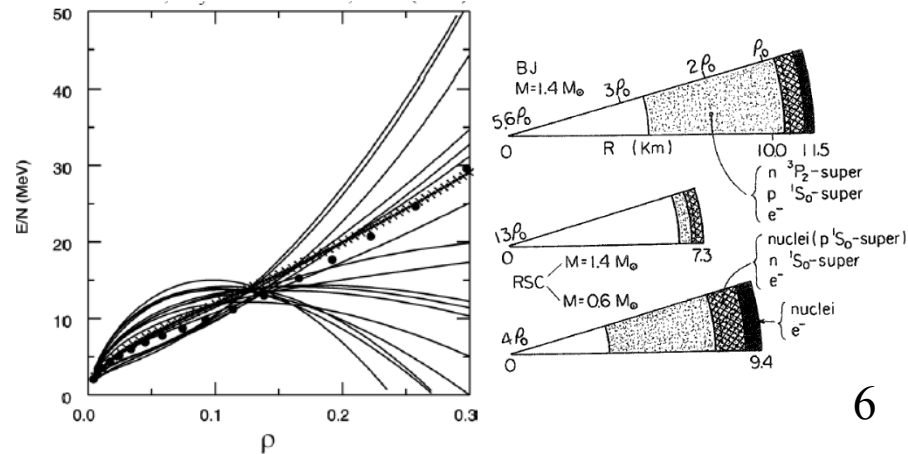 50
40
30
20
10
0
E/N (MeV)
0.0
0.1
0.2
0.3
ρ
BJ
M=1.4 M⊙
5.6ρ₀
3ρ₀
2ρ₀
ρ₀
0
R (Km)
10.0
11.5
n ³P₂-super
p ¹S₀-super
e⁻
13ρ₀
0
7.3
RSC
M=1.4 M⊙
M=0.6 M⊙
nuclei (p ¹S₀-super)
n ¹S₀-super
e⁻
nuclei
e⁻
4ρ₀
0
9.4
6